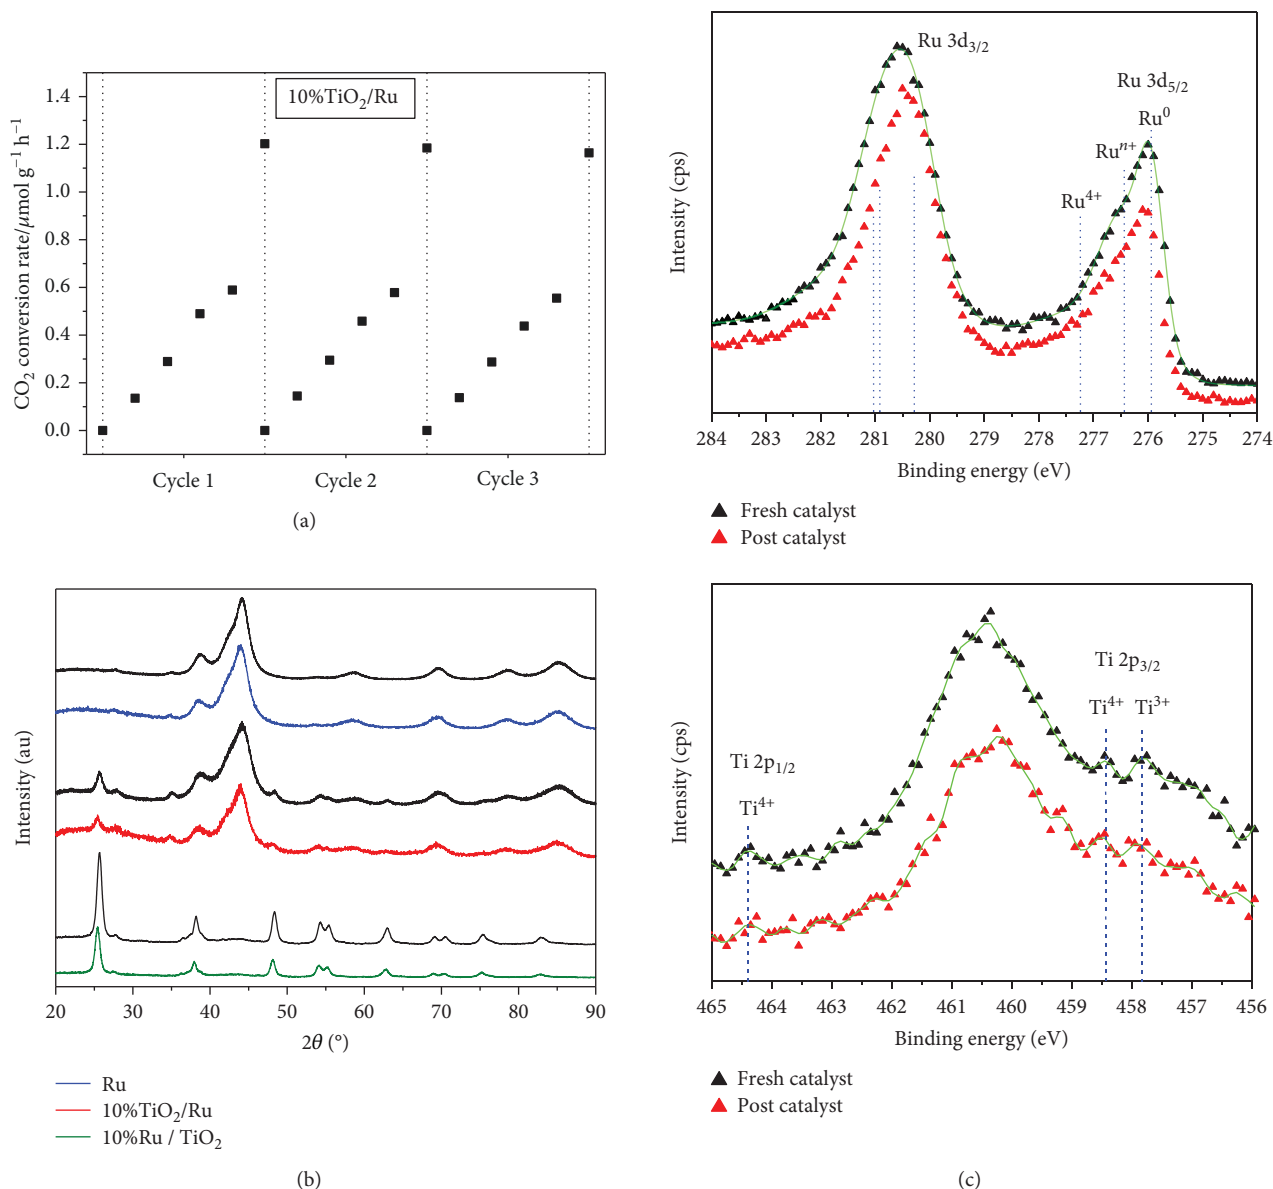 10%TiO₂/Ru
CO₂ conversion rate/μmol g⁻¹ h⁻¹
1.4
1.2
1.0
0.8
0.6
0.4
0.2
0.0
Cycle 1 Cycle 2 Cycle 3
(a)
Ru 3d₃/₂
Ru 3d₅/₂
Ru⁰
Ruⁿ⁺
Ru⁴⁺
Intensity (cps)
284 283 282 281 280 279 278 277 276 275 274
Binding energy (eV)
Fresh catalyst
Post catalyst
Intensity (au)
20 30 40 50 60 70 80 90
2θ (°)
Ru
10%TiO₂/Ru
10%Ru / TiO₂
(b)
Ti 2p₃/₂
Ti⁴⁺ Ti³⁺
Ti 2p₁/₂
Ti⁴⁺
Intensity (cps)
465 464 463 462 461 460 459 458 457 456
Binding energy (eV)
Fresh catalyst
Post catalyst
(c)